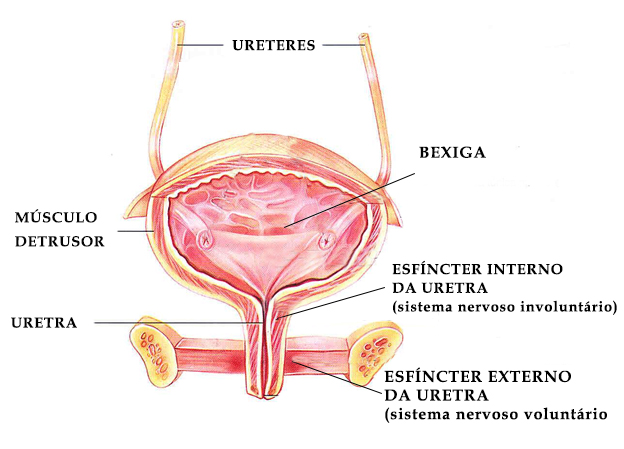 URETERES
BEXIGA
MÚSCULO
DETRUSOR
ESFÍNCTER INTERNO
DA URETRA
(sistema nervoso involuntário)
URETRA
ESFÍNCTER EXTERNO
DA URETRA
(sistema nervoso voluntário